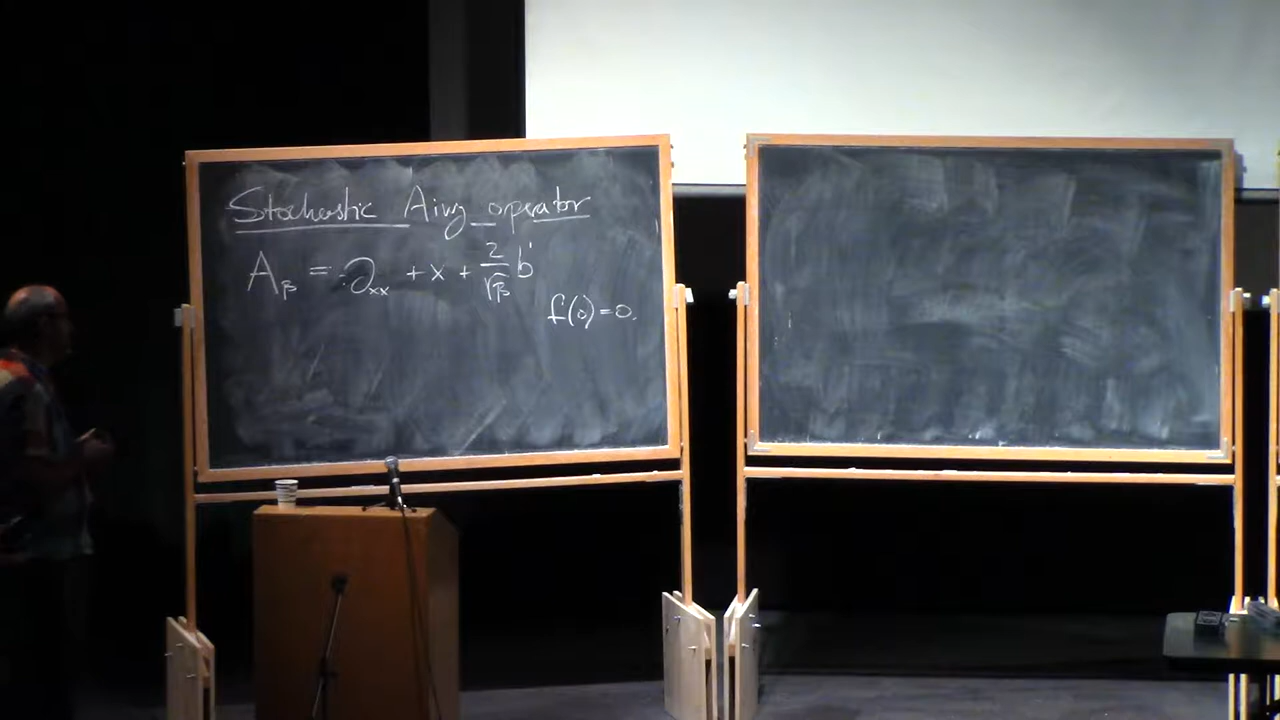 Stochastic Airy operator
A_β = -∂_xx + x + 2/√β ḃ
f(0)=0.